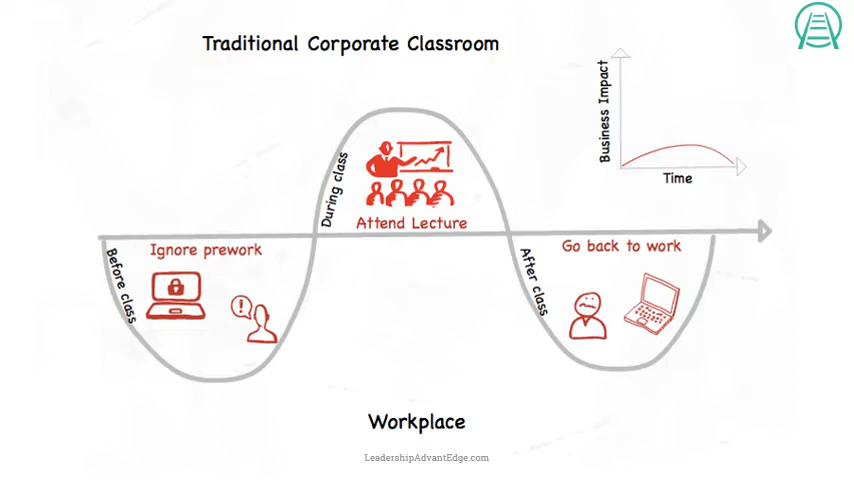 Traditional Corporate Classroom
Business Impact
Time
During class
Attend Lecture
Before class
Ignore prework
After class
Go back to work
!
Workplace
LeadershipAdvantEdge.com